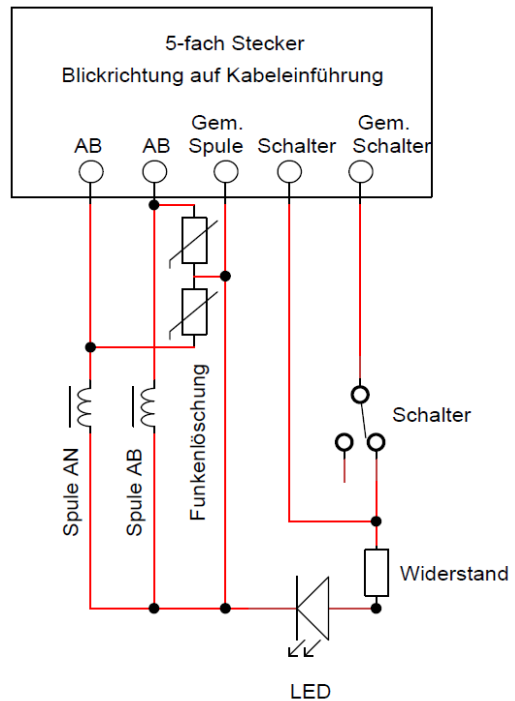 5-fach Stecker
Blickrichtung auf Kabeleinführung
Gem. Gem.
AB AB Spule Schalter Schalter
Schalter
Spule AN
Spule AB
Funkenlöschung
Widerstand
LED